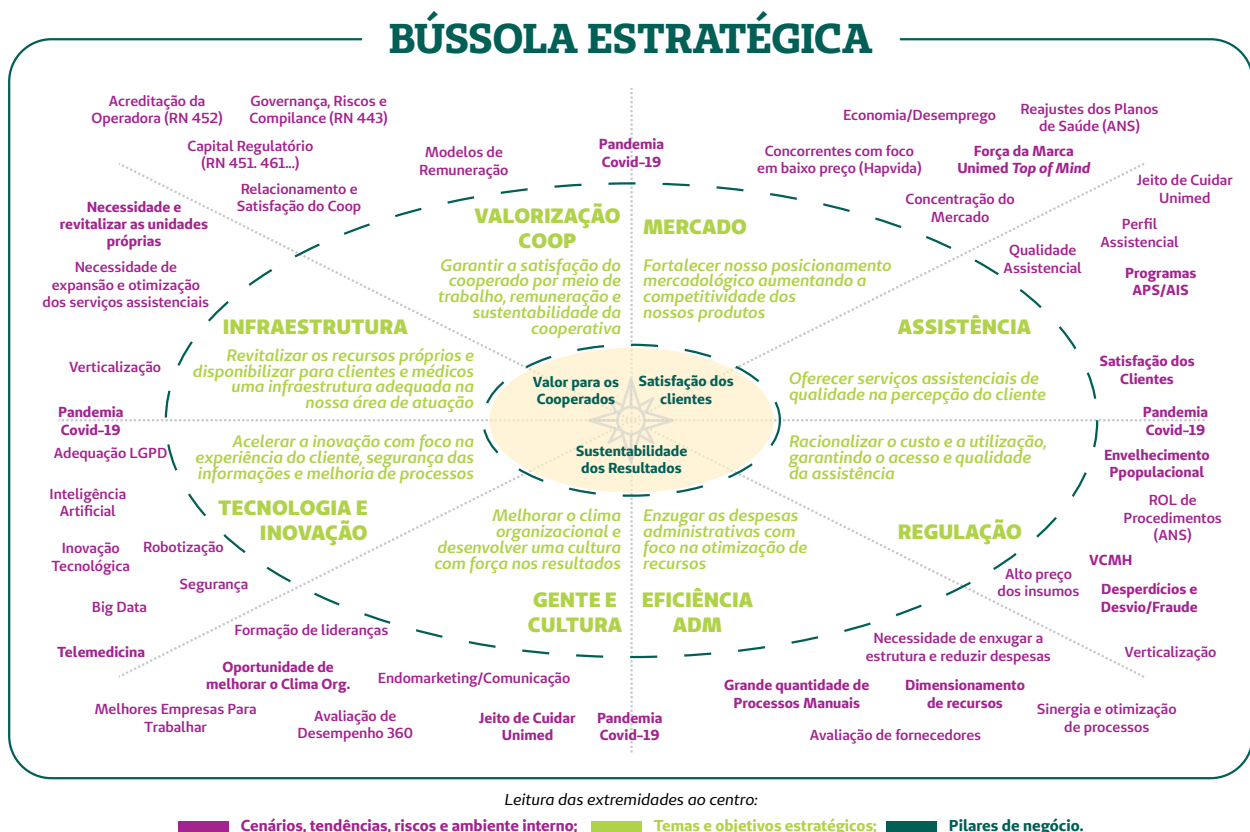 BÚSSOLA ESTRATÉGICA
Acreditação da
Operadora (RN 452)
Governança, Riscos e
Compilance (RN 443)
Capital Regulatório
(RN 451. 461...)
Relacionamento e
Satisfação do Coop
Modelos de
Remuneração
Pandemia
Covid-19
Economia/Desemprego
Reajustes dos Planos
de Saúde (ANS)
Concorrentes com foco
em baixo preço (Hapvida)
Força da Marca
Unimed Top of Mind
Concentração do
Mercado
Jeito de Cuidar
Unimed
Perfil
Assistencial
Qualidade
Assistencial
Programas
APS/AIS
Satisfação dos
Clientes
Pandemia
Covid-19
Necessidade e
revitalizar as unidades
próprias
Necessidade de
expansão e otimização
dos serviços assistenciais
Verticalização
Pandemia
Covid-19
VALORIZAÇÃO
COOP
Garantir a satisfação do
cooperado por meio de
trabalho, remuneração e
sustentabilidade da
cooperativa
MERCADO
Fortalecer nosso posicionamento
mercadológico aumentando a
competitividade dos
nossos produtos
INFRAESTRUTURA
Revitalizar os recursos próprios e
disponibilizar para clientes e médicos
uma infraestrutura adequada na
nossa área de atuação
ASSISTÊNCIA
Oferecer serviços assistenciais de
qualidade na percepção do cliente
Valor para os
Cooperados
Satisfação dos
clientes
Sustentabilidade
dos Resultados
Acelerar a inovação com foco na
experiência do cliente, segurança das
informações e melhoria de processos
TECNOLOGIA E
INOVAÇÃO
Racionalizar o custo e a utilização,
garantindo o acesso e qualidade
da assistência
REGULAÇÃO
Melhorar o clima
organizacional e
desenvolver uma cultura
com força nos resultados
GENTE E
CULTURA
Enzugar as despesas
administrativas com
foco na otimização de
recursos
EFICIÊNCIA
ADM
Adequação LGPD
Inteligência
Artificial
Inovação
Tecnológica
Robotização
Segurança
Big Data
Telemedicina
Envelhecimento
Ppopulacional
ROL de
Procedimentos
(ANS)
VCMH
Alto preço
dos insumos
Desperdícios e
Desvio/Fraude
Verticalização
Formação de lideranças
Oportunidade de
melhorar o Clima Org.
Endomarketing/Comunicação
Melhores Empresas Para
Trabalhar
Avaliação de
Desempenho 360
Jeito de Cuidar
Unimed
Pandemia
Covid-19
Necessidade de enxugar a
estrutura e reduzir despesas
Grande quantidade de
Processos Manuais
Dimensionamento
de recursos
Avaliação de fornecedores
Sinergia e otimização
de processos
Leitura das extremidades ao centro:
Cenários, tendências, riscos e ambiente interno;
Temas e objetivos estratégicos;
Pilares de negócio.